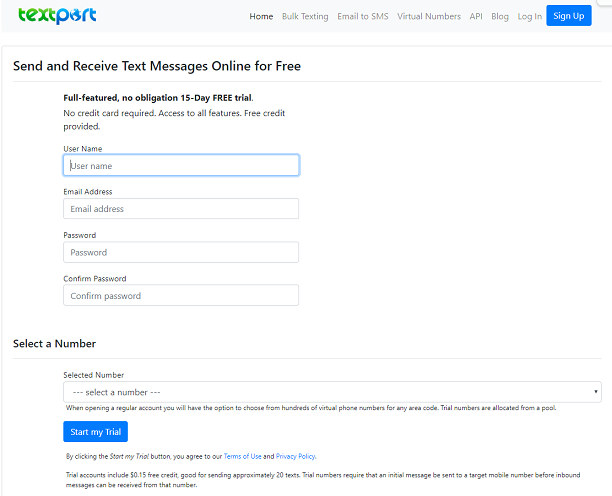 textport
Home Bulk Texting Email to SMS Virtual Numbers API Blog Log In Sign Up
Send and Receive Text Messages Online for Free
Full-featured, no obligation 15-Day FREE trial.
No credit card required. Access to all features. Free credit
provided.
User Name
User name
Email Address
Email address
Password
Password
Confirm Password
Confirm password
Select a Number
Selected Number
--- select a number ---
When opening a regular account you will have the option to choose from hundreds of virtual phone numbers for any area code. Trial numbers are allocated from a pool.
Start my Trial
By clicking the Start my Trial button, you agree to our Terms of Use and Privacy Policy.
Trial accounts include $0.15 free credit, good for sending approximately 20 texts. Trial numbers require that an initial message be sent to a target mobile number before inbound
messages can be received from that number.